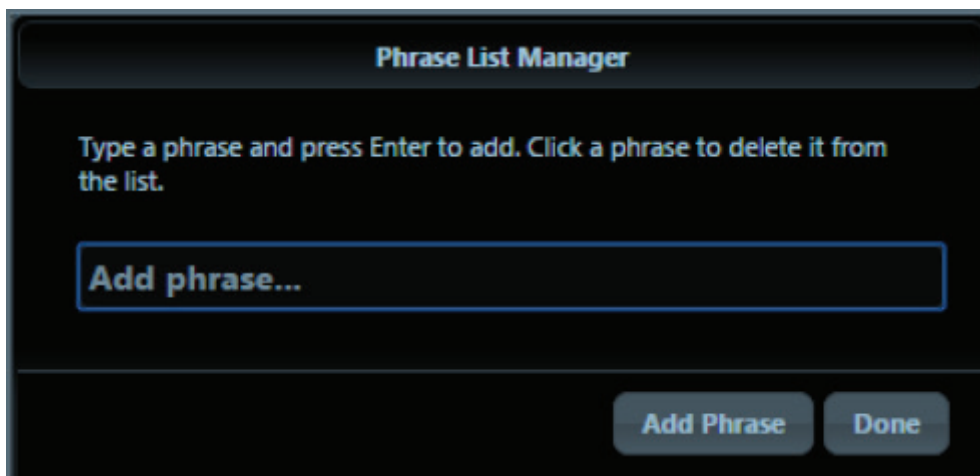 Phrase List Manager
Type a phrase and press Enter to add. Click a phrase to delete it from
the list.
Add phrase...
Add Phrase Done